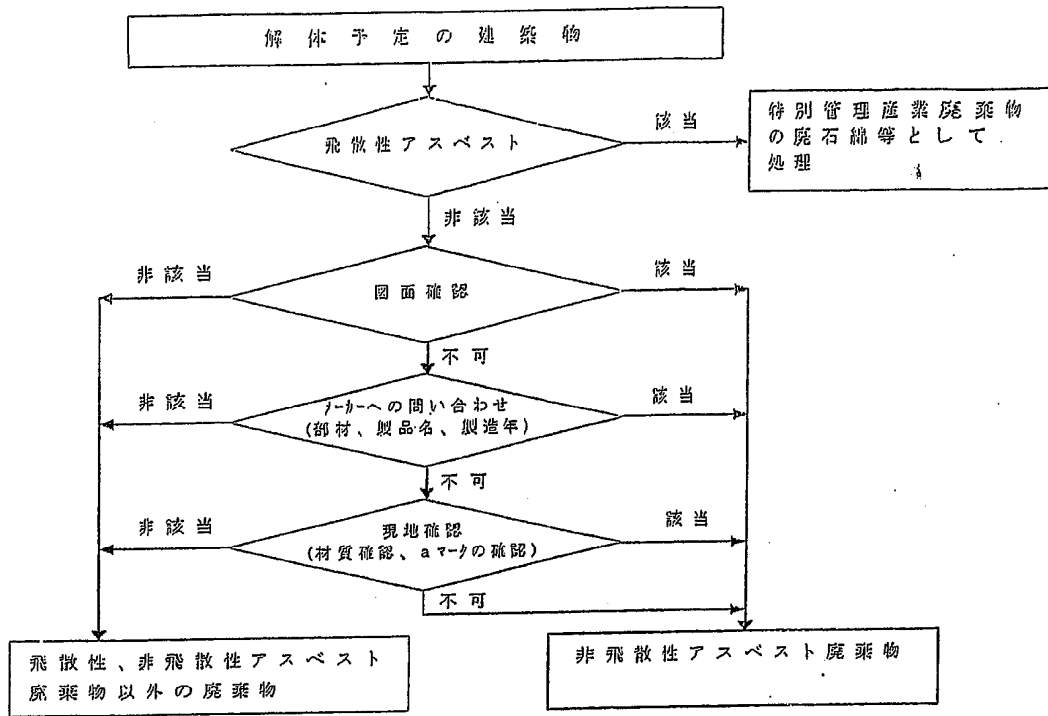 解体予定の建築物
飛散性アスベスト
該当
特別管理産業廃棄物
の廃石綿等として
処理
非該当
非該当
図面確認
該当
不可
非該当
メーカーへの問い合わせ
(部材、製品名、製造年)
該当
不可
非該当
現地確認
(材質確認、aマークの確認)
該当
不可
飛散性、非飛散性アスベスト
廃棄物以外の廃棄物
非飛散性アスベスト廃棄物